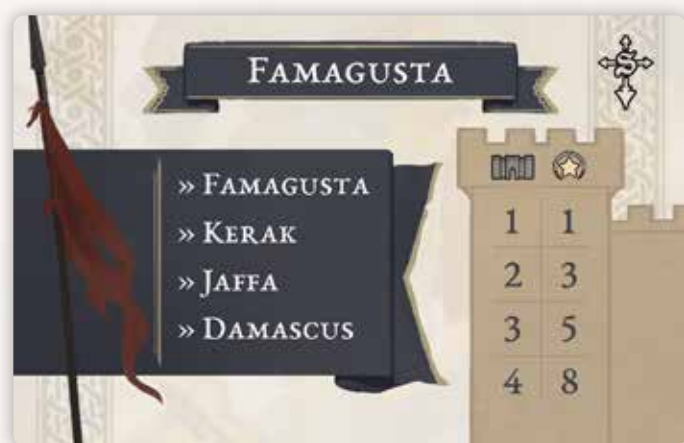 FAMAGUSTA
S
» FAMAGUSTA
» KERAK
» JAFFA
» DAMASCUS
1 1
2 3
3 5
4 8